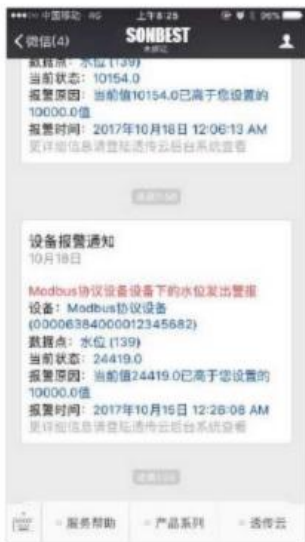 中国移动 4G 上午8:25 96%
微信(4)
SONBEST
数据点：水位 (139)
当前状态：10154.0
报警原因：当前值10154.0已高于您设置的
10000.0值
报警时间：2017年10月18日 12:06:13 AM
更详细信息请登陆透传云后台系统查看
设备报警通知
10月18日
Modbus协议设备设备下的水位发出警报
设备：Modbus协议设备
(00006384000012345682)
数据点：水位 (139)
当前状态：24419.0
报警原因：当前值24419.0已高于您设置的
10000.0值
报警时间：2017年10月15日 12:26:08 AM
更详细信息请登陆透传云后台系统查看
服务帮助
产品系列
透传云